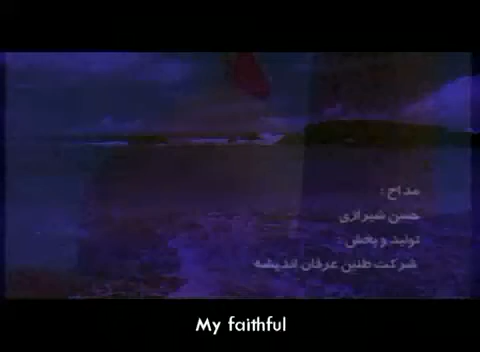 مداح :
حسن شیرازی
تولید و پخش :
شرکت طنین عرفان اندیشه
My faithful